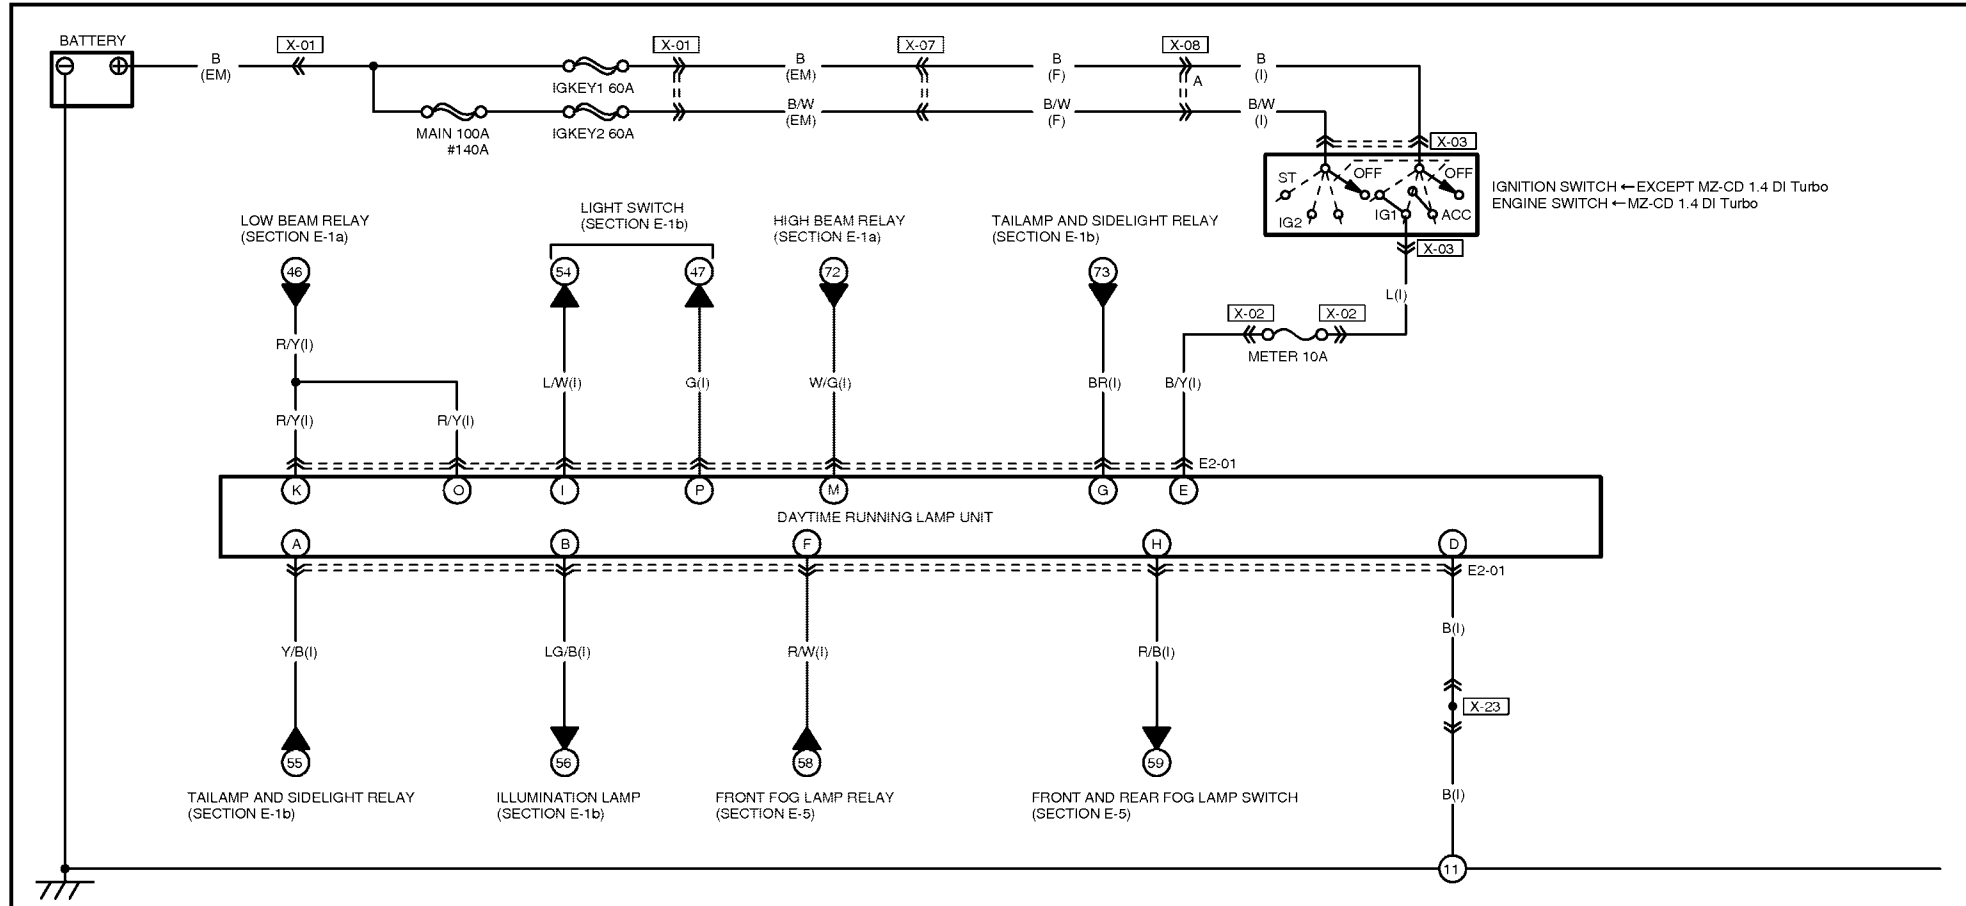 BATTERY
X-01
X-01
X-07
X-08
B
(EM)
B
(EM)
B
(F)
B
(I)
A
IGKEY1 60A
B/W
(EM)
B/W
(F)
B/W
(I)
MAIN 100A
#140A
IGKEY2 60A
X-03
ST
OFF
OFF
IG2
IG1
ACC
IGNITION SWITCH ← EXCEPT MZ-CD 1.4 DI Turbo
ENGINE SWITCH ← MZ-CD 1.4 DI Turbo
X-03
LOW BEAM RELAY
(SECTION E-1a)
LIGHT SWITCH
(SECTION E-1b)
HIGH BEAM RELAY
(SECTION E-1a)
TAILAMP AND SIDELIGHT RELAY
(SECTION E-1b)
46
54
47
72
73
L(I)
X-02
X-02
METER 10A
R/Y(I)
L/W(I)
G(I)
W/G(I)
BR(I)
B/Y(I)
R/Y(I)
R/Y(I)
E2-01
K
O
I
P
M
G
E
DAYTIME RUNNING LAMP UNIT
A
B
F
H
D
E2-01
B(I)
Y/B(I)
LG/B(I)
R/W(I)
R/B(I)
X-23
55
56
58
59
TAILAMP AND SIDELIGHT RELAY
(SECTION E-1b)
ILLUMINATION LAMP
(SECTION E-1b)
FRONT FOG LAMP RELAY
(SECTION E-5)
FRONT AND REAR FOG LAMP SWITCH
(SECTION E-5)
B(I)
11